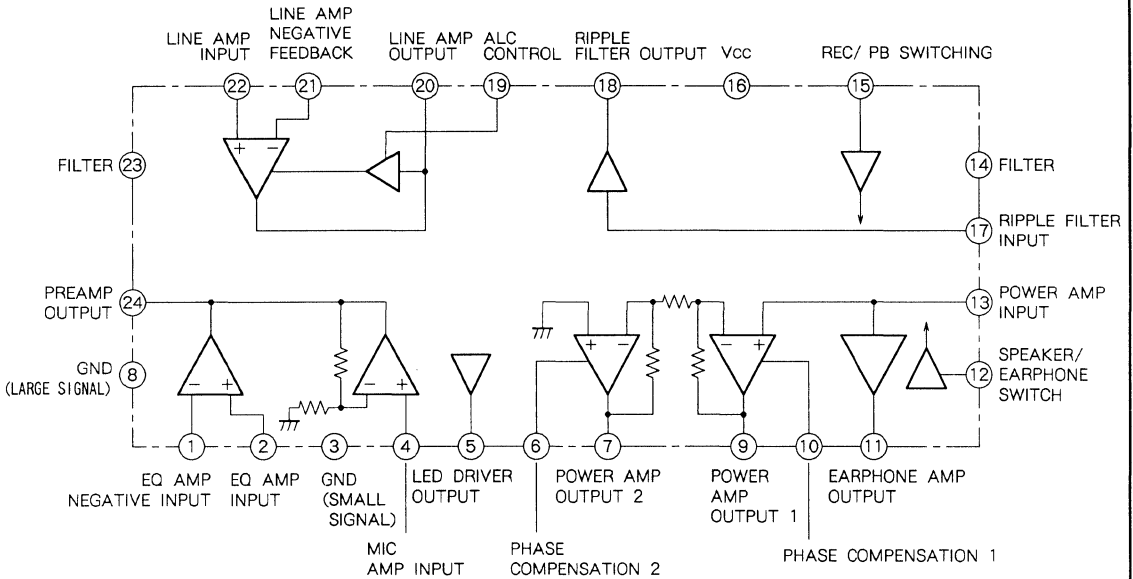 LINE AMP
INPUT
LINE AMP
NEGATIVE
FEEDBACK
LINE AMP
OUTPUT
ALC
CONTROL
RIPPLE
FILTER OUTPUT
Vcc
REC/ PB SWITCHING
22
21
20
19
18
16
15
+
−
FILTER 23
14 FILTER
17 RIPPLE FILTER
INPUT
PREAMP
OUTPUT
24
13 POWER AMP
INPUT
GND
(LARGE SIGNAL)
8
12 SPEAKER/
EARPHONE
SWITCH
− +
− +
+ −
− +
1
2
3
4
5
6
7
9
10
11
EQ AMP
NEGATIVE INPUT
EQ AMP
INPUT
GND
(SMALL
SIGNAL)
LED DRIVER
OUTPUT
POWER AMP
OUTPUT 2
POWER
AMP
OUTPUT 1
EARPHONE AMP
OUTPUT
MIC
AMP INPUT
PHASE
COMPENSATION 2
PHASE COMPENSATION 1